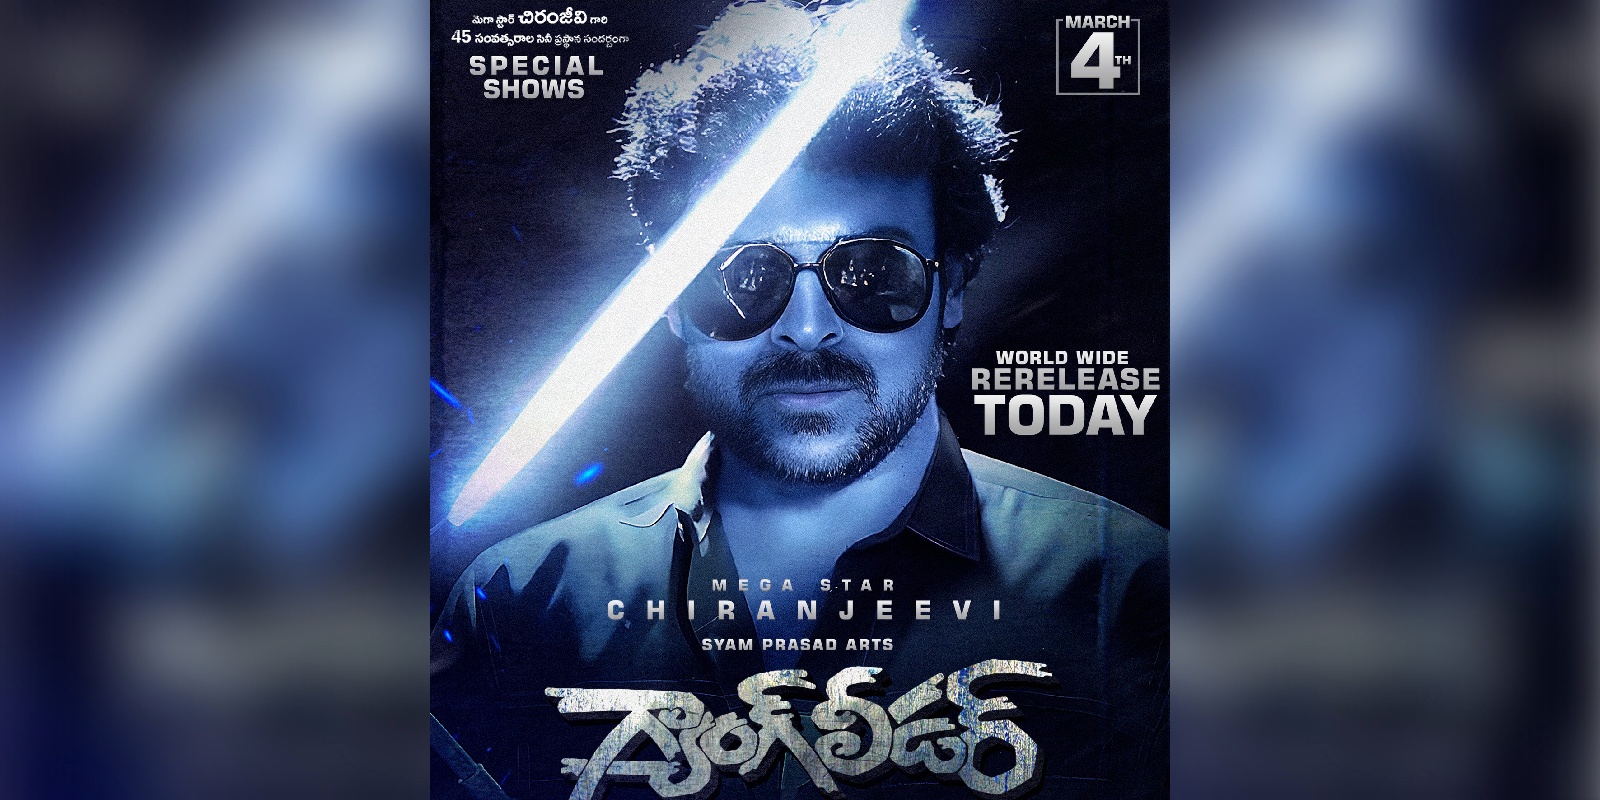 మెగా స్టార్ చిరంజీవి గారి
45 సంవత్సరాల సినీ ప్రస్థాన సందర్భంగా
SPECIAL
SHOWS
MARCH
4TH
WORLD WIDE
RERELEASE
TODAY
MEGA STAR
CHIRANJEEVI
SYAM PRASAD ARTS
గ్యాంగ్ లీడర్